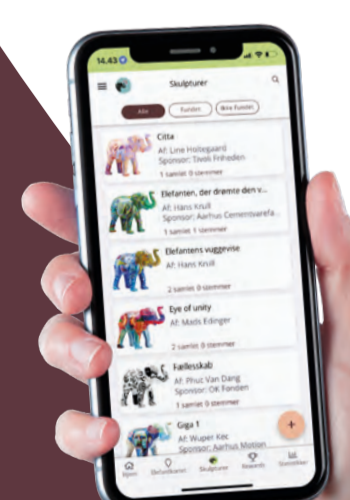 14.43
Skulpturer
Alle
Fundet
Ikke Fundet
Citta
Af: Line Holtegaard
Sponsor: Tivoli Friheden
1 samlet 0 stemmer
Elefanten, der drømte den v...
Af: Hans Krull
Sponsor: Aarhus Cementvarefa...
1 samlet 1 stemmer
Elefantens vuggevise
Af: Hans Krull
2 samlet 0 stemmer
Eye of unity
Af: Mads Edinger
2 samlet 0 stemmer
Fællesskab
Af: Phuc Van Dang
Sponsor: OK Fonden
1 samlet 0 stemmer
Giga 1
Af: Wuper Kec
Sponsor: Aarhus Motion
+
Hjem
Elefantkortet
Skulpturer
Rewards
Statistikker